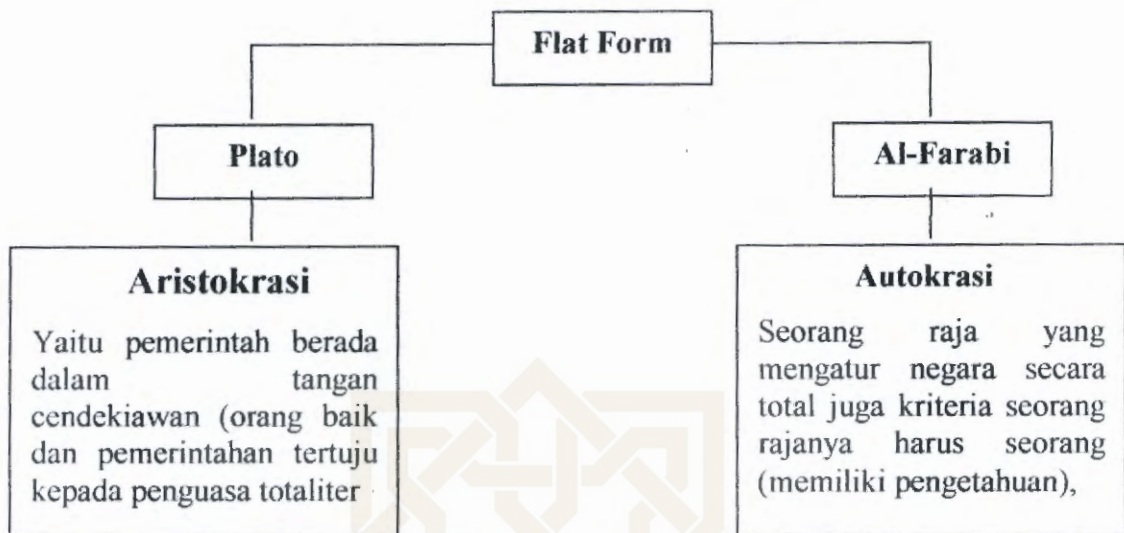 Flat Form
Plato
Al-Farabi
Aristokrasi
Yaitu pemerintah berada
dalam tangan
cendekiawan (orang baik
dan pemerintahan tertuju
kepada penguasa totaliter
Autokrasi
Seorang raja yang
mengatur negara secara
total juga kriteria seorang
rajanya harus seorang
(memiliki pengetahuan),